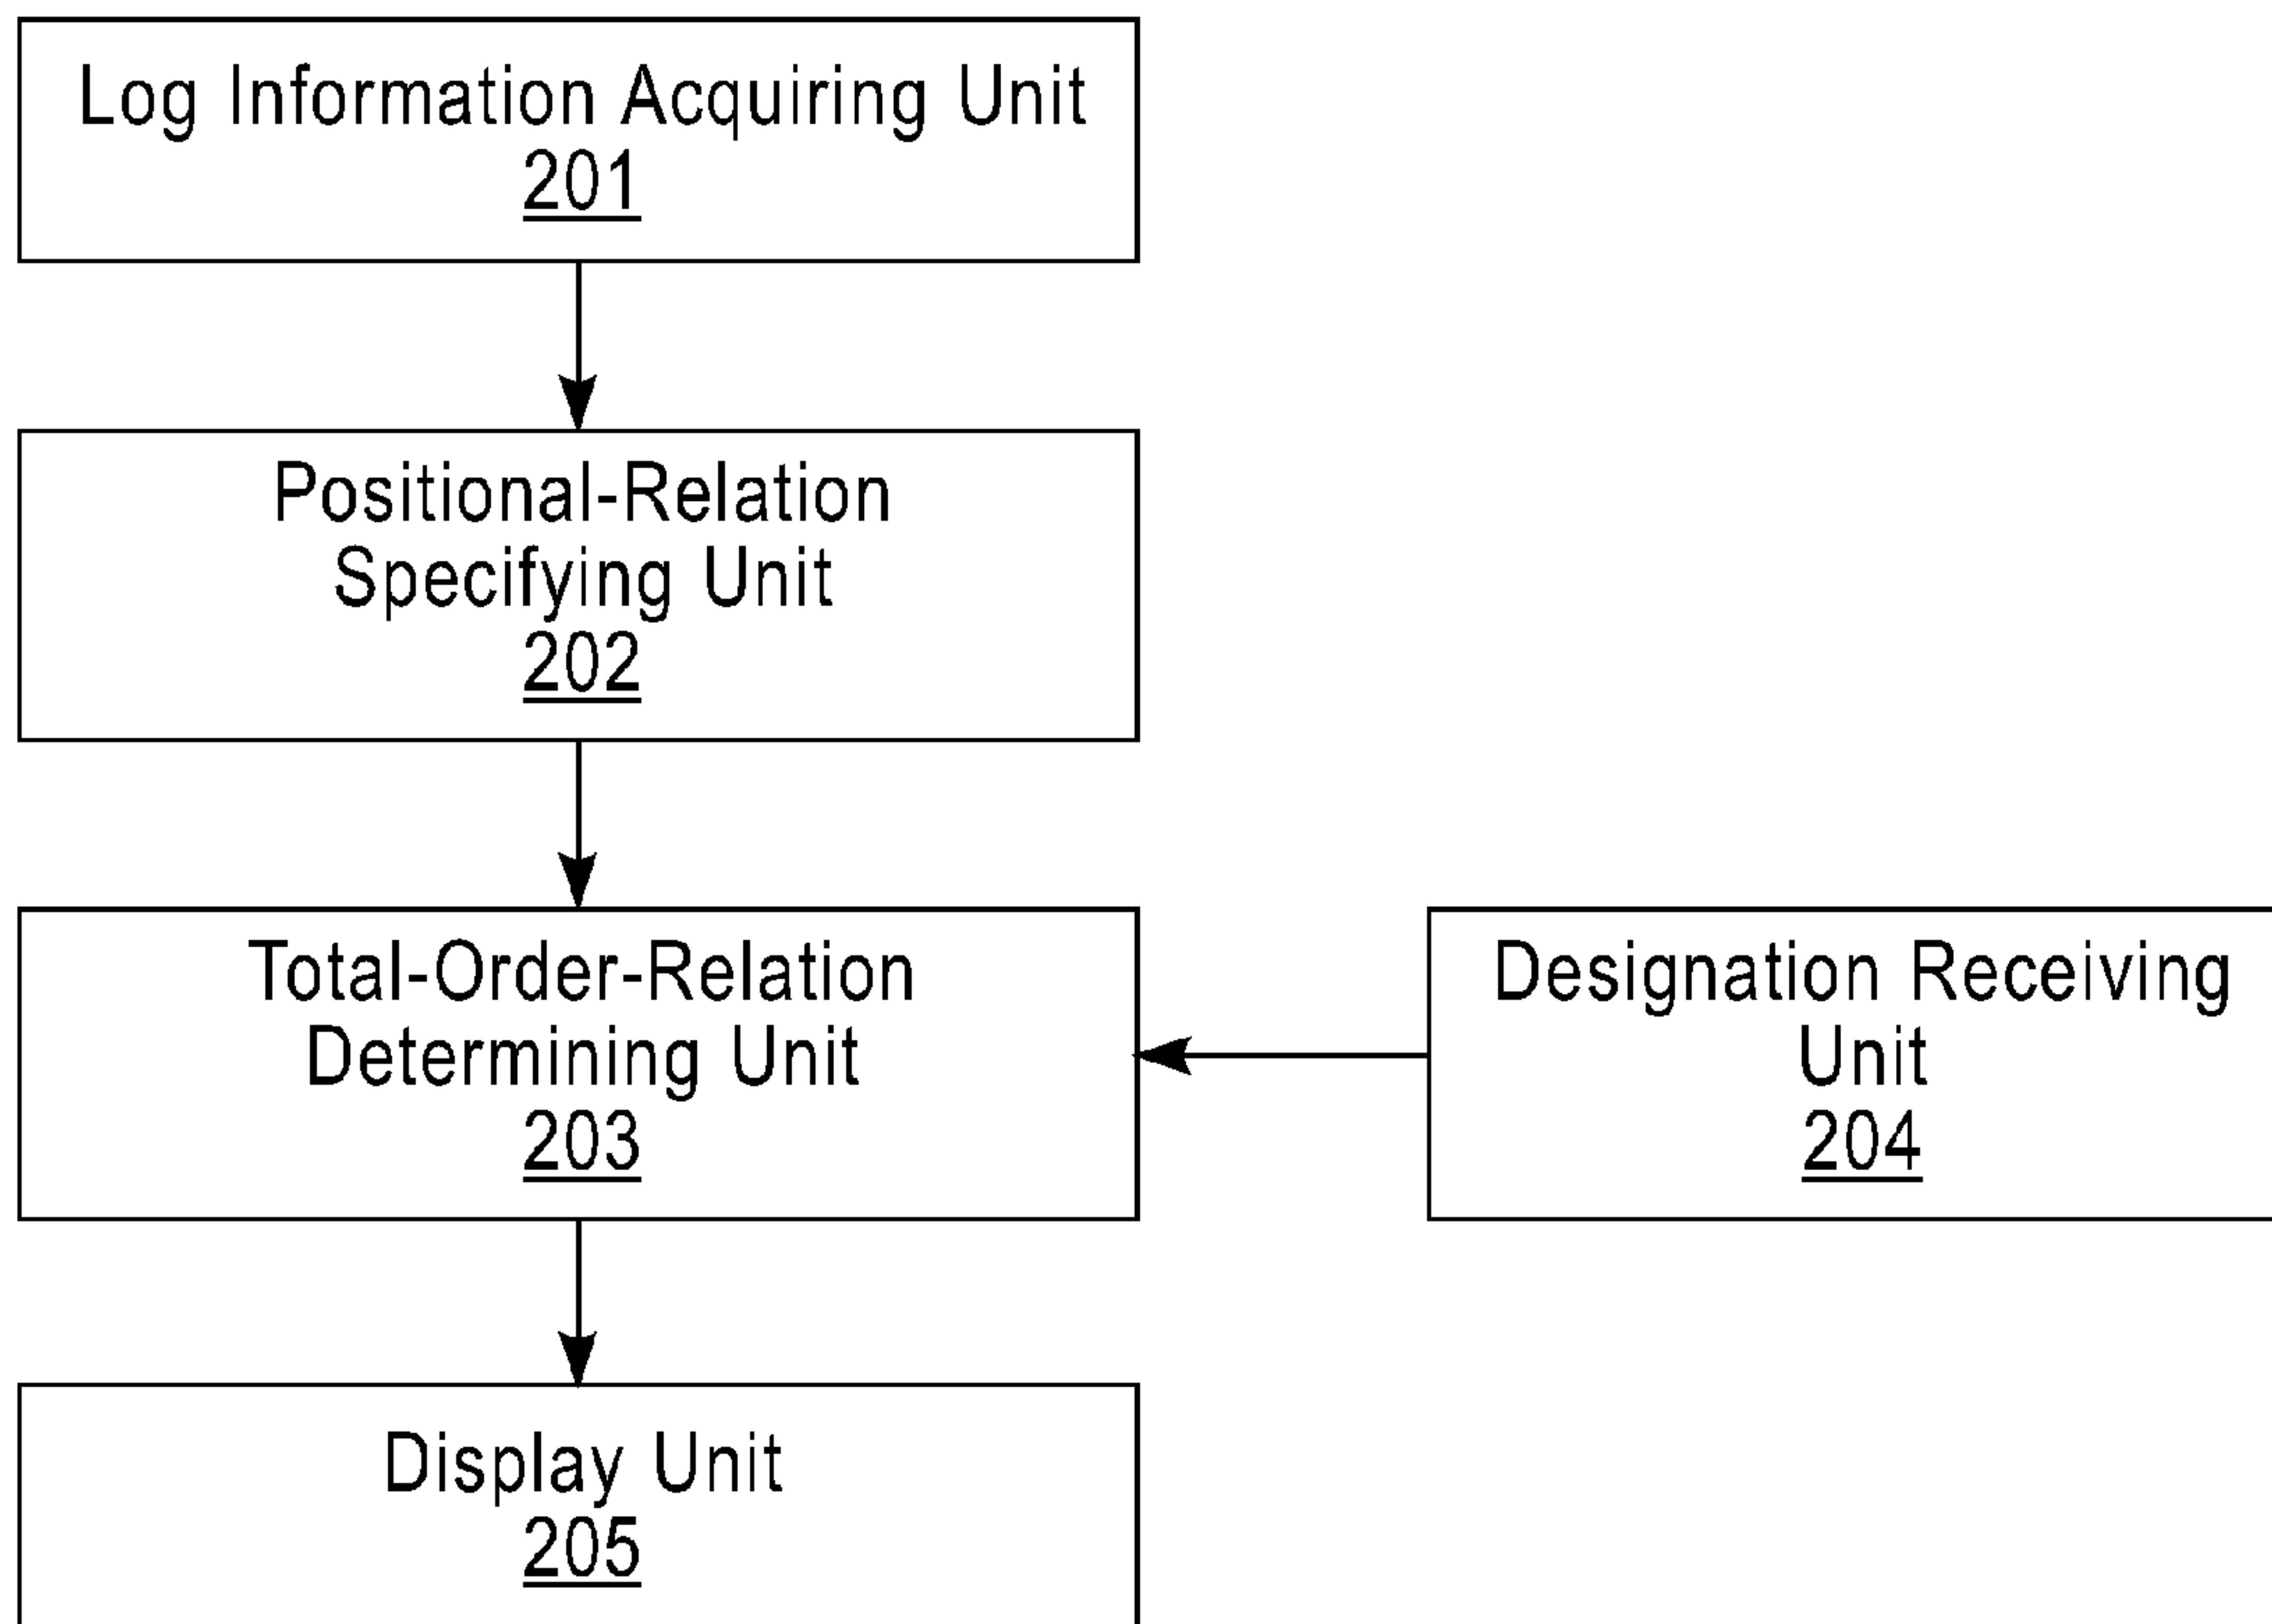 Log Information Acquiring Unit
201
Positional-Relation
Specifying Unit
202
Total-Order-Relation
Determining Unit
203
Designation Receiving
Unit
204
Display Unit
205